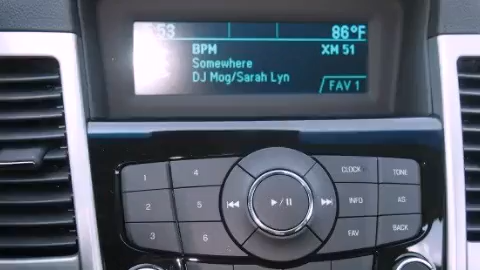 :53 86°F
BPM XM 51
Somewhere
DJ Mog/Sarah Lyn
FAV 1
1 4 CLOCK TONE
2 5 INFO AS
3 6 FAV BACK